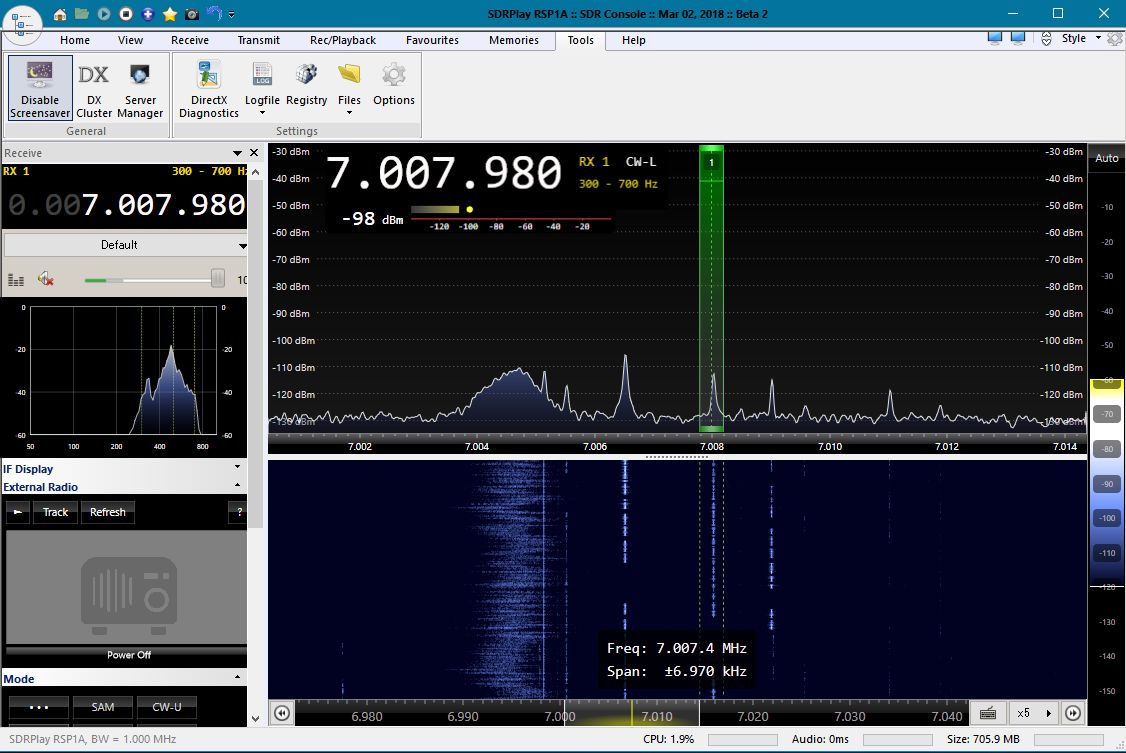 SDRPlay RSP1A :: SDR Console :: Mar 02, 2018 :: Beta 2
Home View Receive Transmit Rec/Playback Favourites Memories Tools Help Style
Disable Screensaver
DX Cluster
Server Manager
DirectX Diagnostics
LOG
Logfile
Registry
Files
Options
General
Settings
Receive
RX 1 300 - 700 Hz
0.007.007.980
Default
10
0 0
-20 -20
-40 -40
-60 -60
50 100 200 400 800
IF Display
External Radio
Track Refresh ?
Power Off
Mode
... SAM CW-U
7.007.980 RX 1 CW-L
300 - 700 Hz
-98 dBm
-120 -100 -80 -60 -40 -20
1
-30 dBm -30 dBm
-40 dBm -40 dBm
-50 dBm -50 dBm
-60 dBm -60 dBm
-70 dBm -70 dBm
-80 dBm -80 dBm
-90 dBm -90 dBm
-100 dBm -100 dBm
-110 dBm -110 dBm
-120 dBm -120 dBm
-130 dBm -130 dBm
7.002 7.004 7.006 7.008 7.010 7.012 7.014
Freq: 7.007.4 MHz
Span: ±6.970 kHz
6.980 6.990 7.000 7.010 7.020 7.030 7.040
x5
Auto
-10
-20
-30
-40
-50
-60
-70
-80
-90
-100
-110
-120
-130
-140
-150
SDRPlay RSP1A, BW = 1.000 MHz
CPU: 1.9% Audio: 0ms Size: 705.9 MB